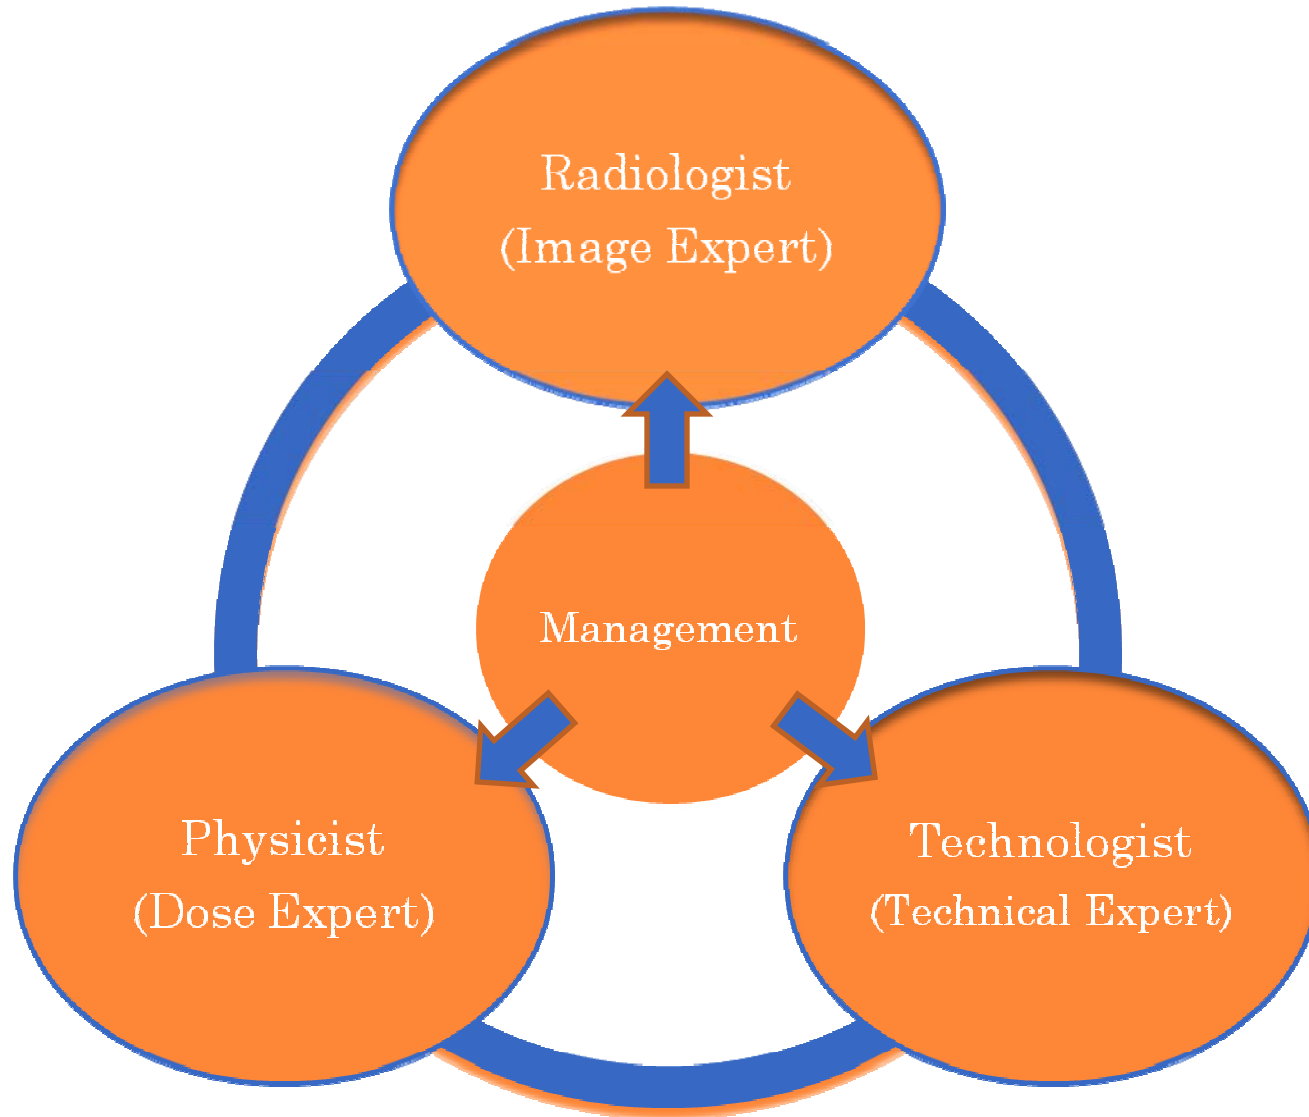 Radiologist
(Image Expert)
Management
Physicist
(Dose Expert)
Technologist
(Technical Expert)